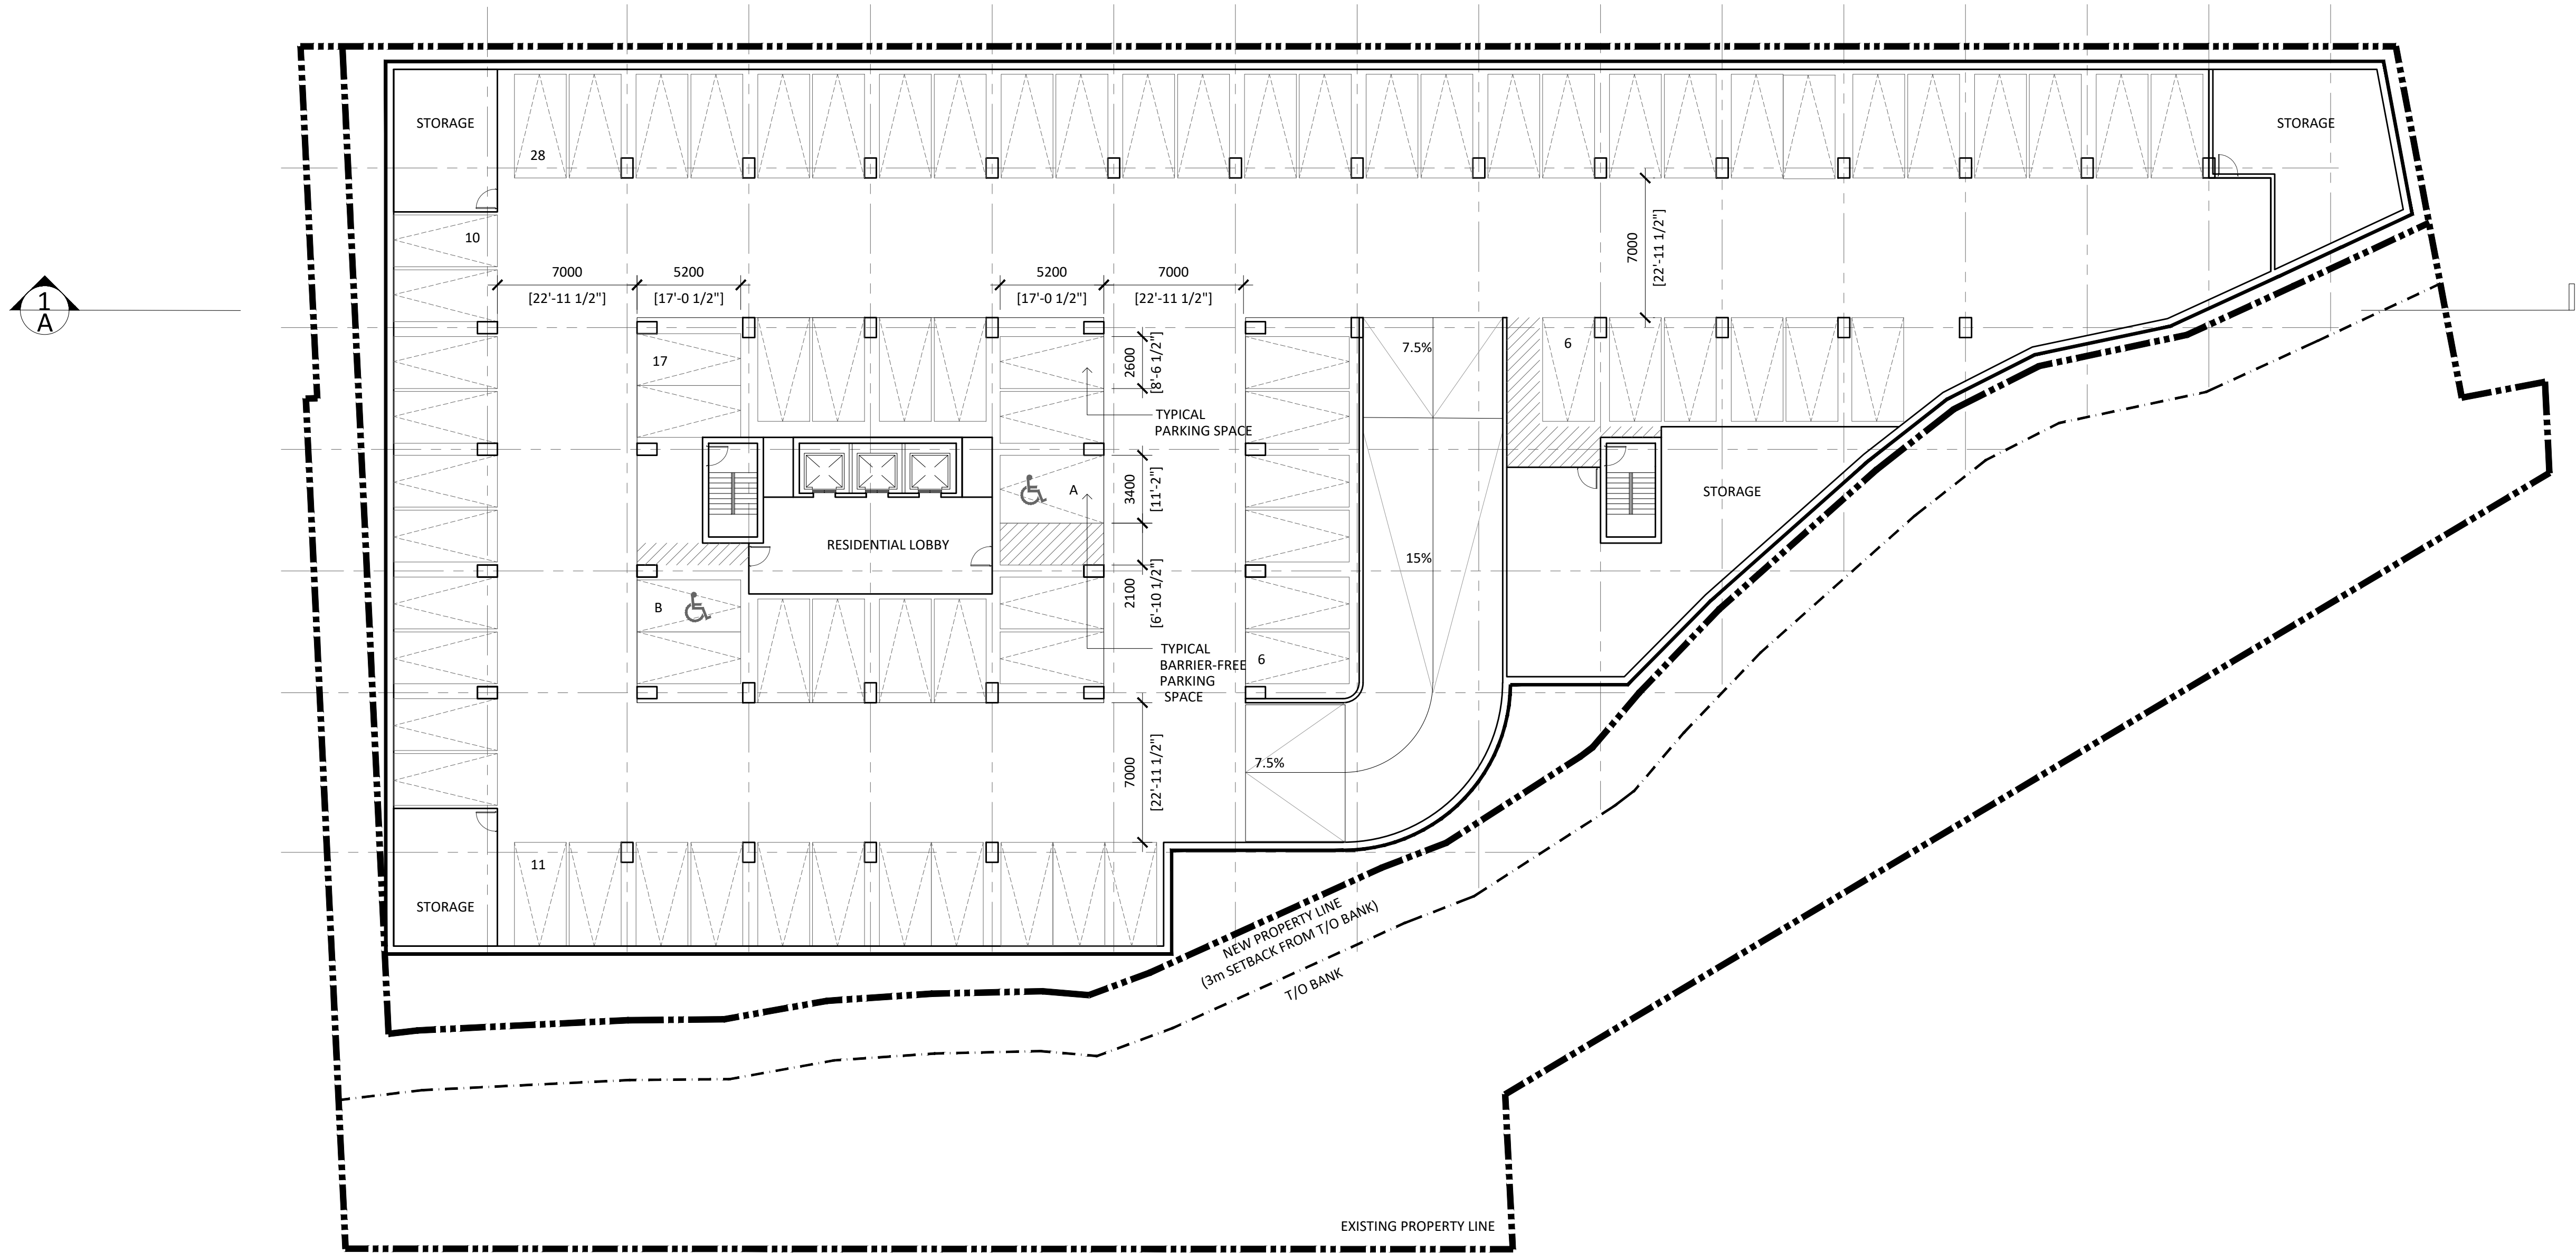 STORAGE
STORAGE
28
10
1
A
7000
[22'-11 1/2"]
5200
[17'-0 1/2"]
5200
[17'-0 1/2"]
7000
[22'-11 1/2"]
7000
[22'-11 1/2"]
17
2600
[8'-6 1/2"]
7.5%
6
TYPICAL
PARKING SPACE
A
3400
[11'-2"]
STORAGE
RESIDENTIAL LOBBY
15%
B
2100
[6'-10 1/2"]
TYPICAL
BARRIER-FREE
PARKING
SPACE
6
7000
[22'-11 1/2"]
7.5%
11
STORAGE
NEW PROPERTY LINE
(3m SETBACK FROM T/O BANK)
T/O BANK
EXISTING PROPERTY LINE